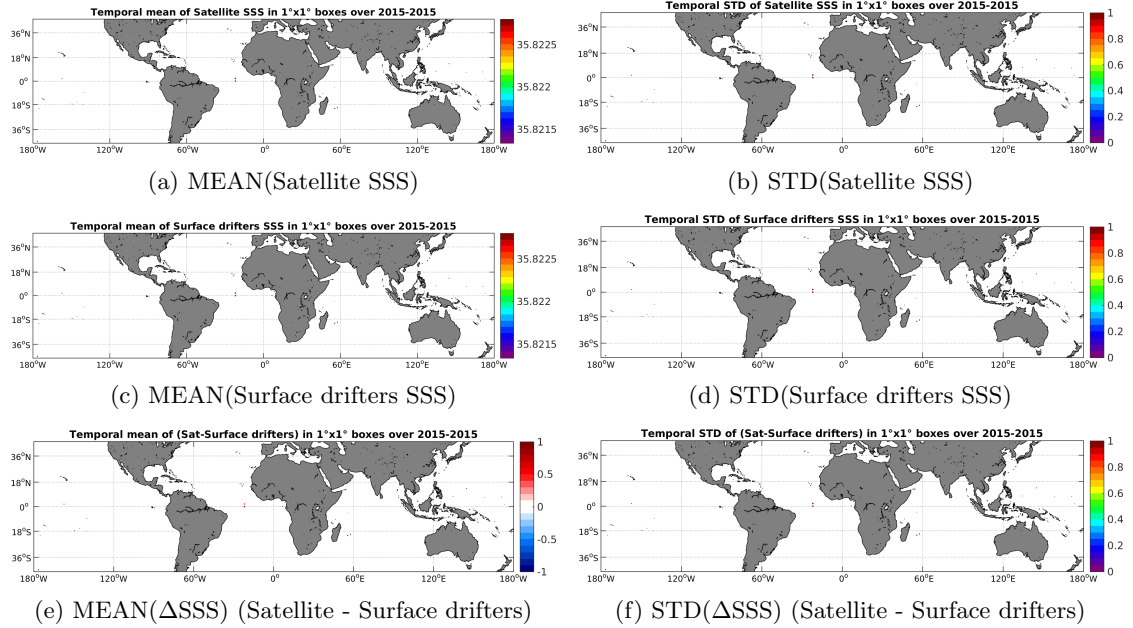 Temporal mean of Satellite SSS in 1°x1° boxes over 2015-2015
36°N
18°N
0°
18°S
36°S
180°W 120°W 60°W 0° 60°E 120°E 180°W
35.8225
35.822
35.8215
(a) MEAN(Satellite SSS)
Temporal STD of Satellite SSS in 1°x1° boxes over 2015-2015
36°N
18°N
0°
18°S
36°S
180°W 120°W 60°W 0° 60°E 120°E 180°W
1
0.8
0.6
0.4
0.2
0
(b) STD(Satellite SSS)
Temporal mean of Surface drifters SSS in 1°x1° boxes over 2015-2015
36°N
18°N
0°
18°S
36°S
180°W 120°W 60°W 0° 60°E 120°E 180°W
35.8225
35.822
35.8215
(c) MEAN(Surface drifters SSS)
Temporal STD of Surface drifters SSS in 1°x1° boxes over 2015-2015
36°N
18°N
0°
18°S
36°S
180°W 120°W 60°W 0° 60°E 120°E 180°W
1
0.8
0.6
0.4
0.2
0
(d) STD(Surface drifters SSS)
Temporal mean of (Sat-Surface drifters) in 1°x1° boxes over 2015-2015
36°N
18°N
0°
18°S
36°S
180°W 120°W 60°W 0° 60°E 120°E 180°W
1
0.5
0
-0.5
-1
(e) MEAN(ΔSSS) (Satellite - Surface drifters)
Temporal STD of (Sat-Surface drifters) in 1°x1° boxes over 2015-2015
36°N
18°N
0°
18°S
36°S
180°W 120°W 60°W 0° 60°E 120°E 180°W
1
0.8
0.6
0.4
0.2
0
(f) STD(ΔSSS) (Satellite - Surface drifters)